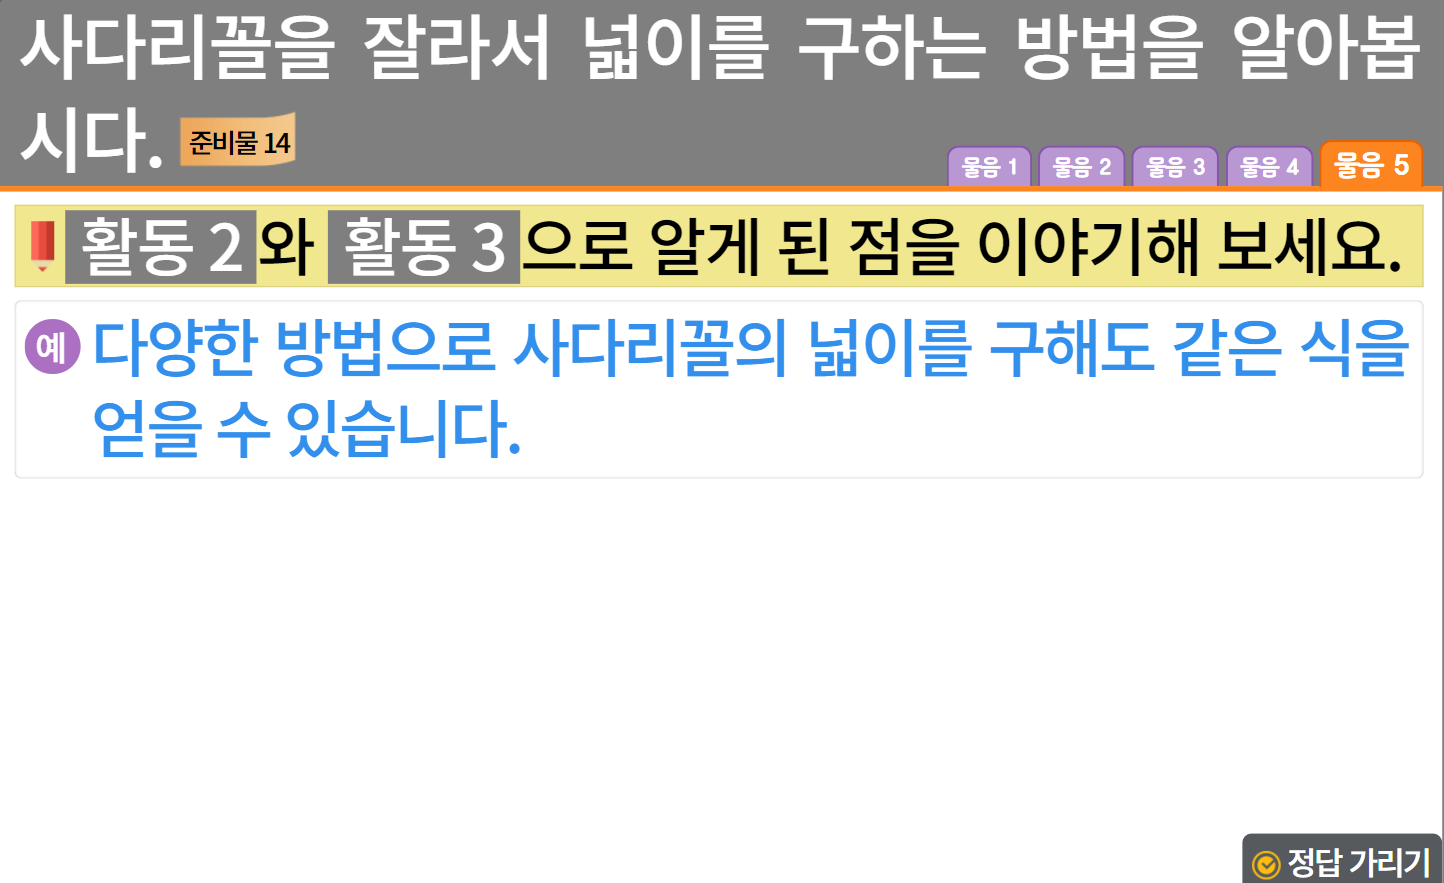 사다리꼴을 잘라서 넓이를 구하는 방법을 알아봅
시다. 준비물 14
물음 1 물음 2 물음 3 물음 4 물음 5
활동 2와 활동 3으로 알게 된 점을 이야기해 보세요.
예 다양한 방법으로 사다리꼴의 넓이를 구해도 같은 식을
얻을 수 있습니다.
정답 가리기